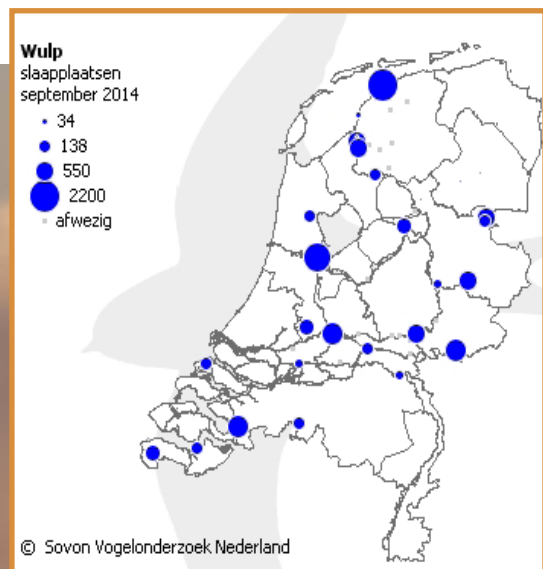 Wulp
slaapplaatsen
september 2014
34
138
550
2200
afwezig
© Sovon Vogelonderzoek Nederland